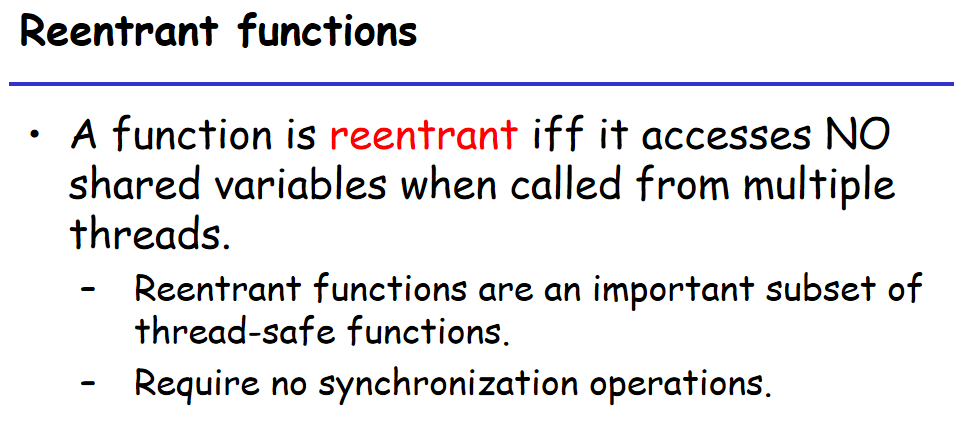 Reentrant functions
• A function is reentrant iff it accesses NO
shared variables when called from multiple
threads.
– Reentrant functions are an important subset of
thread-safe functions.
– Require no synchronization operations.